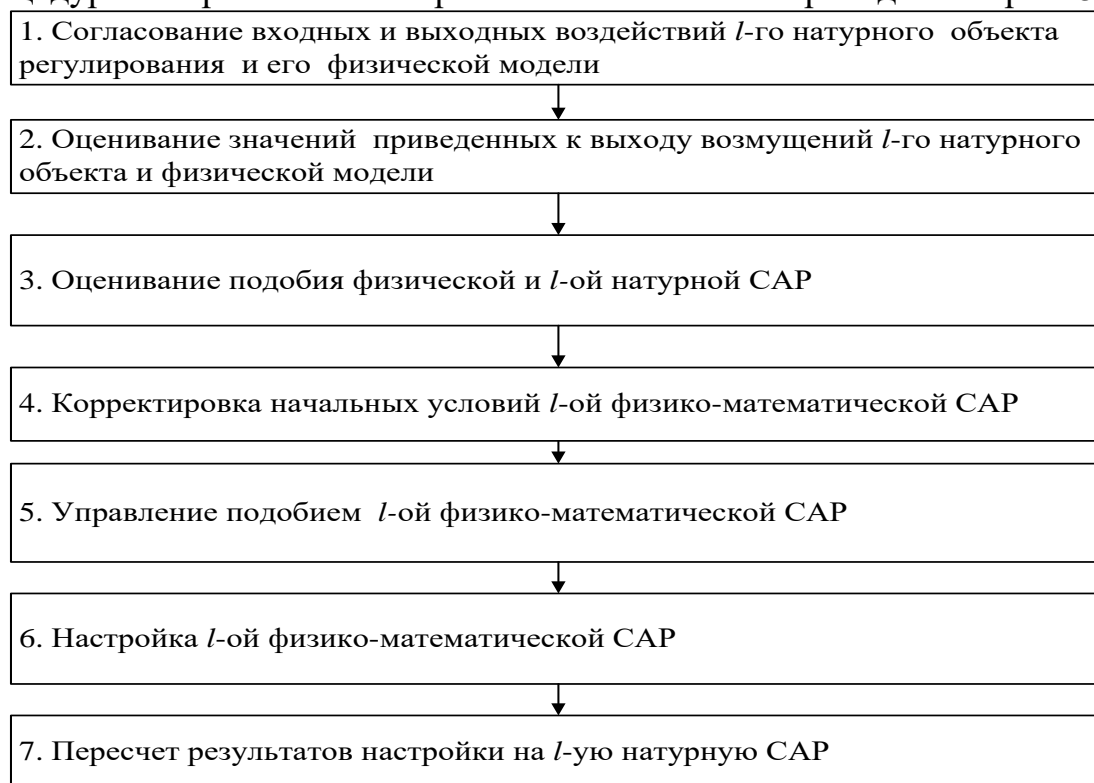 1. Согласование входных и выходных воздействий l-го натурного объекта
регулирования и его физической модели
2. Оценивание значений приведенных к выходу возмущений l-го натурного
объекта и физической модели
3. Оценивание подобия физической и l-ой натурной САР
4. Корректировка начальных условий l-ой физико-математической САР
5. Управление подобием l-ой физико-математической САР
6. Настройка l-ой физико-математической САР
7. Пересчет результатов настройки на l-ую натурную САР